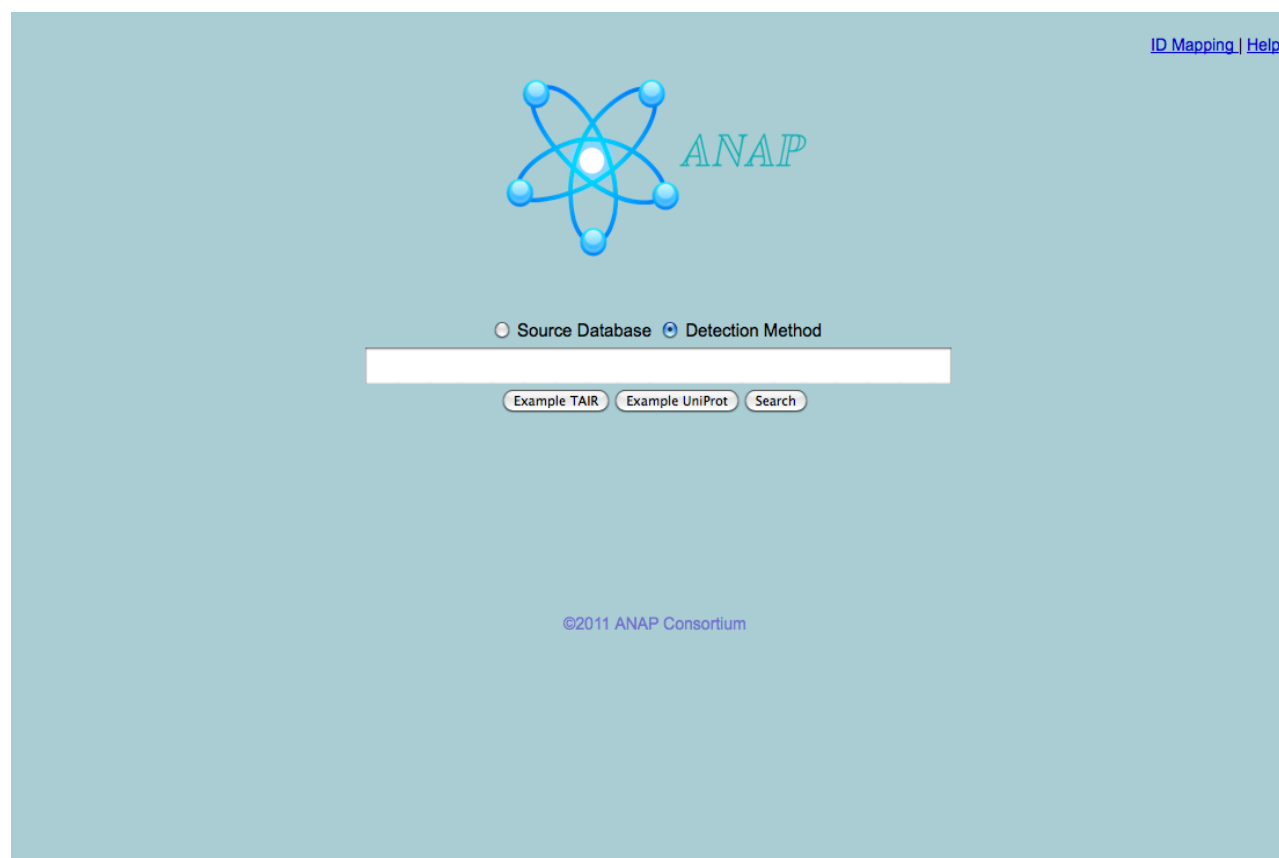 ID Mapping | Help
ANAP
Source Database Detection Method
Example TAIR Example UniProt Search
©2011 ANAP Consortium